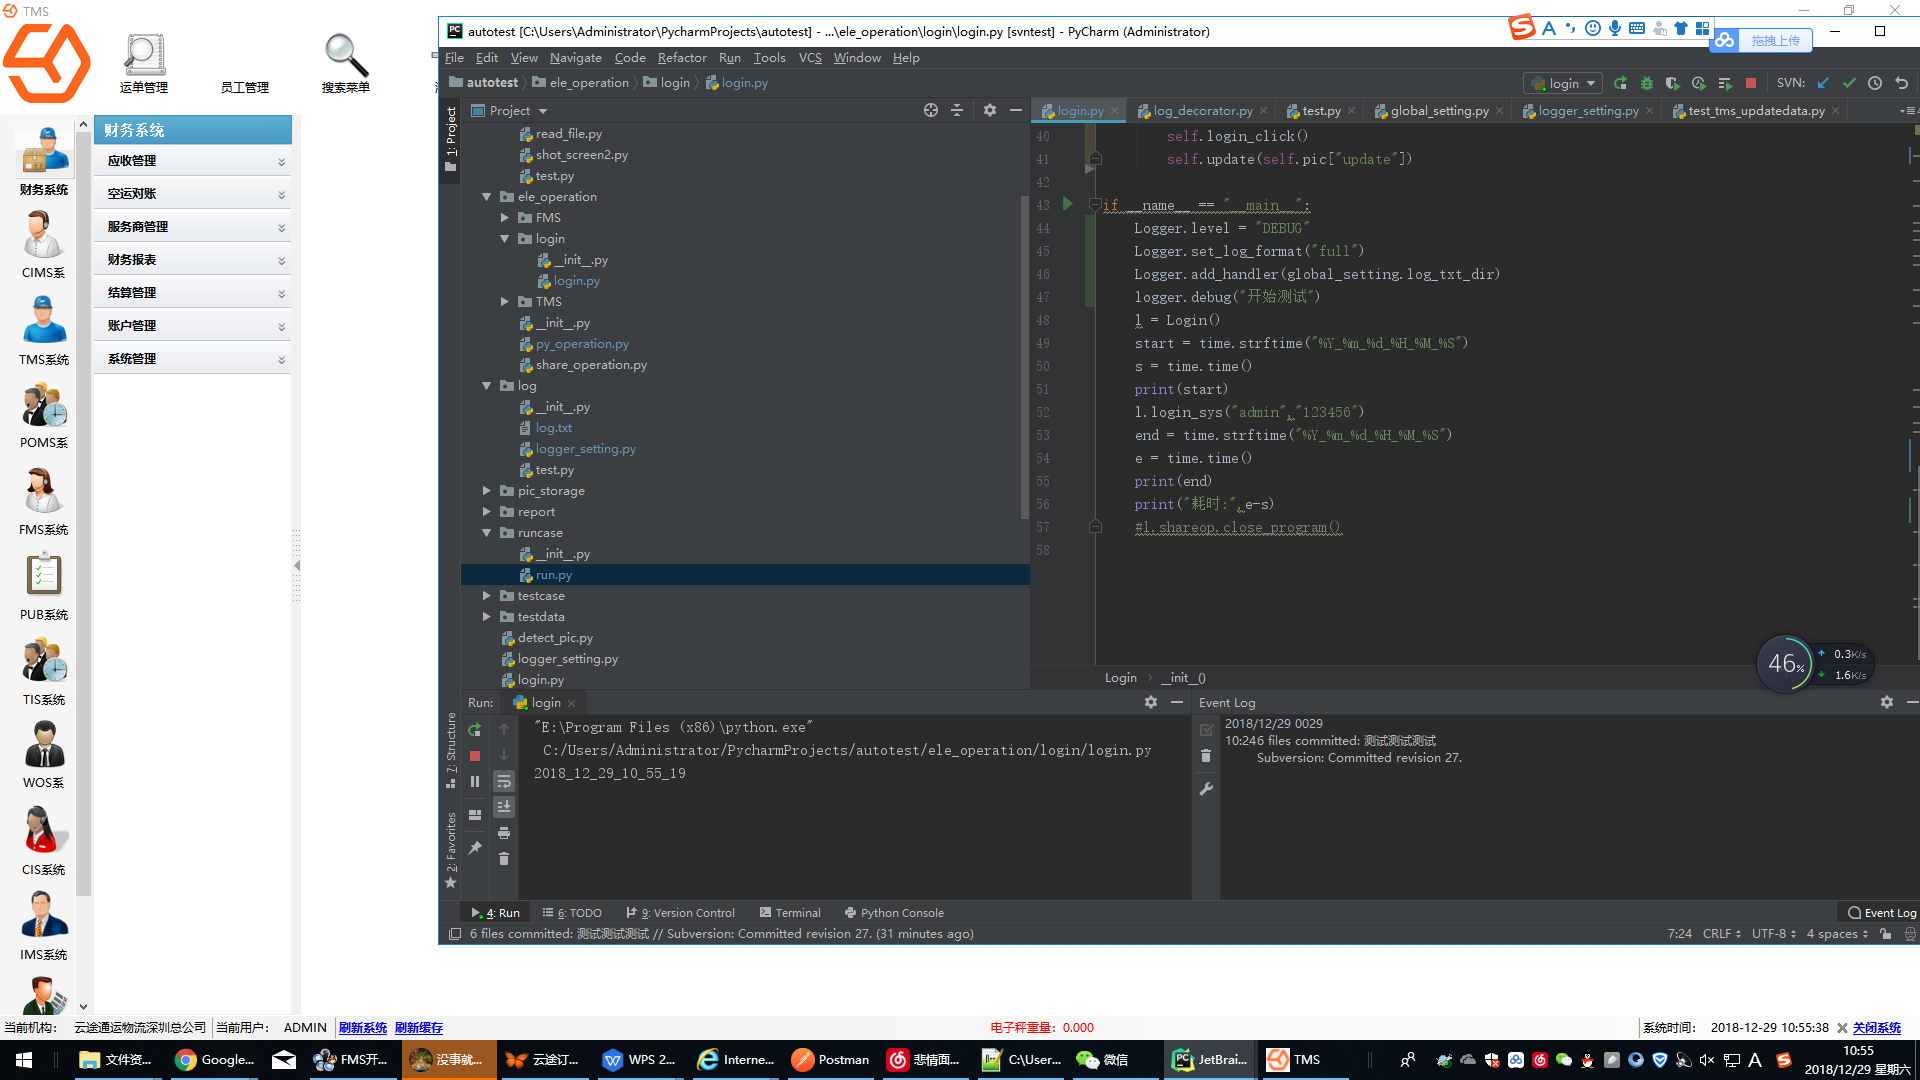 TMS
运单管理
员工管理
搜索菜单
财务系统
CIMS系
TMS系统
POMS系
FMS系统
PUB系统
TIS系统
WOS系
CIS系统
IMS系统
财务系统
应收管理
空运对账
服务商管理
财务报表
结算管理
账户管理
系统管理
autotest [C:\Users\Administrator\PycharmProjects\autotest] - ...\ele_operation\login\login.py [svntest] - PyCharm (Administrator)
拖拽上传
File Edit View Navigate Code Refactor Run Tools VCS Window Help
autotest ele_operation login login.py
login SVN:
1: Project
Project
read_file.py
shot_screen2.py
test.py
ele_operation
FMS
login
__init__.py
login.py
TMS
__init__.py
py_operation.py
share_operation.py
log
__init__.py
log.txt
logger_setting.py
test.py
pic_storage
report
runcase
__init__.py
run.py
testcase
testdata
detect_pic.py
logger_setting.py
login.py
login.py log_decorator.py test.py global_setting.py logger_setting.py test_tms_updatedata.py
40 self.login_click()
41 self.update(self.pic["update"])
42
43 if __name__ == "__main__":
44 Logger.level = "DEBUG"
45 Logger.set_log_format("full")
46 Logger.add_handler(global_setting.log_txt_dir)
47 logger.debug("开始测试")
48 l = Login()
49 start = time.strftime("%Y_%m_%d_%H_%M_%S")
50 s = time.time()
51 print(start)
52 l.login_sys("admin","123456")
53 end = time.strftime("%Y_%m_%d_%H_%M_%S")
54 e = time.time()
55 print(end)
56 print("耗时:",e-s)
57 #l.shareop.close_program()
58
Login __init__()
46%
0.3K/s
1.6K/s
Run: login
"E:\Program Files (x86)\python.exe"
C:/Users/Administrator/PycharmProjects/autotest/ele_operation/login/login.py
2018_12_29_10_55_19
7: Structure
2: Favorites
Event Log
2018/12/29 0029
10:24 6 files committed: 测试测试测试
Subversion: Committed revision 27.
4: Run 6: TODO 9: Version Control Terminal Python Console Event Log
6 files committed: 测试测试测试 // Subversion: Committed revision 27. (31 minutes ago)
7:24 CRLF UTF-8 4 spaces
当前机构: 云途通运物流深圳总公司 当前用户: ADMIN 刷新系统 刷新缓存
电子秤重量: 0.000
系统时间: 2018-12-29 10:55:38 关闭系统
文件资... Google... FMS开... 没事就... 云途订... WPS 2... Interne... Postman 悲情面... C:\User... 微信 JetBrai... TMS
10:55
2018/12/29 星期六